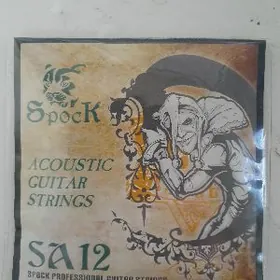 Spock
ACOUSTIC
GUITAR
STRINGS
SA12
SPOCK PROFESSIONAL GUITAR STRINGS